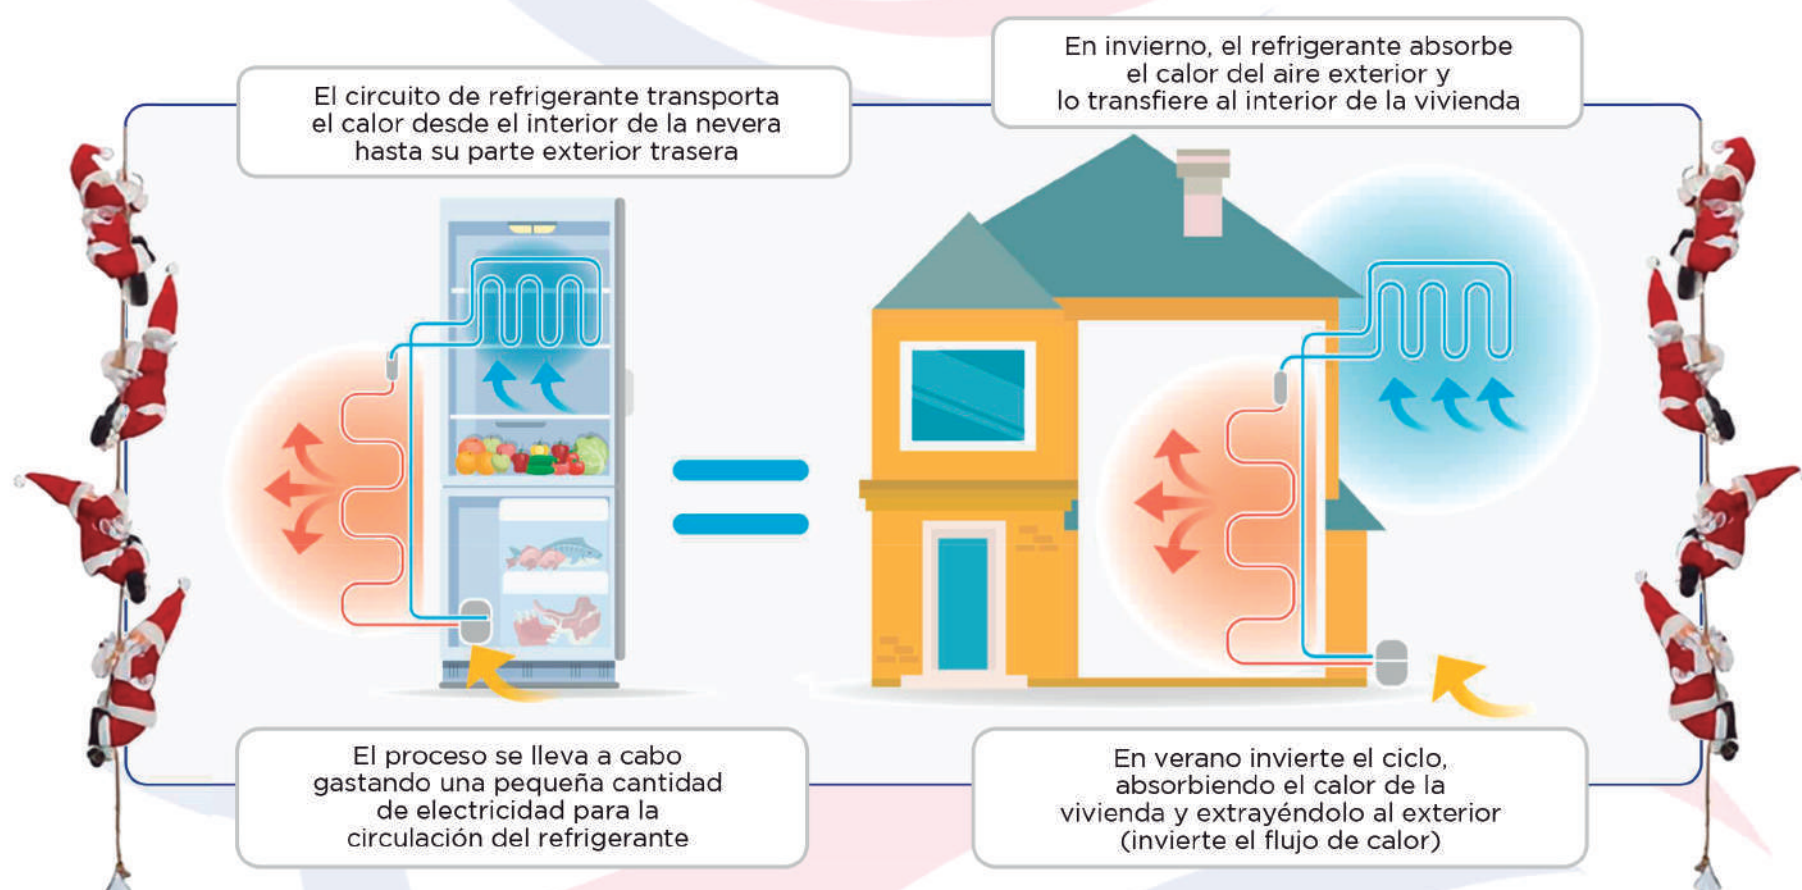 El circuito de refrigerante transporta
el calor desde el interior de la nevera
hasta su parte exterior trasera
En invierno, el refrigerante absorbe
el calor del aire exterior y
lo transfiere al interior de la vivienda
El proceso se lleva a cabo
gastando una pequeña cantidad
de electricidad para la
circulación del refrigerante
En verano invierte el ciclo,
absorbiendo el calor de la
vivienda y extrayéndolo al exterior
(invierte el flujo de calor)